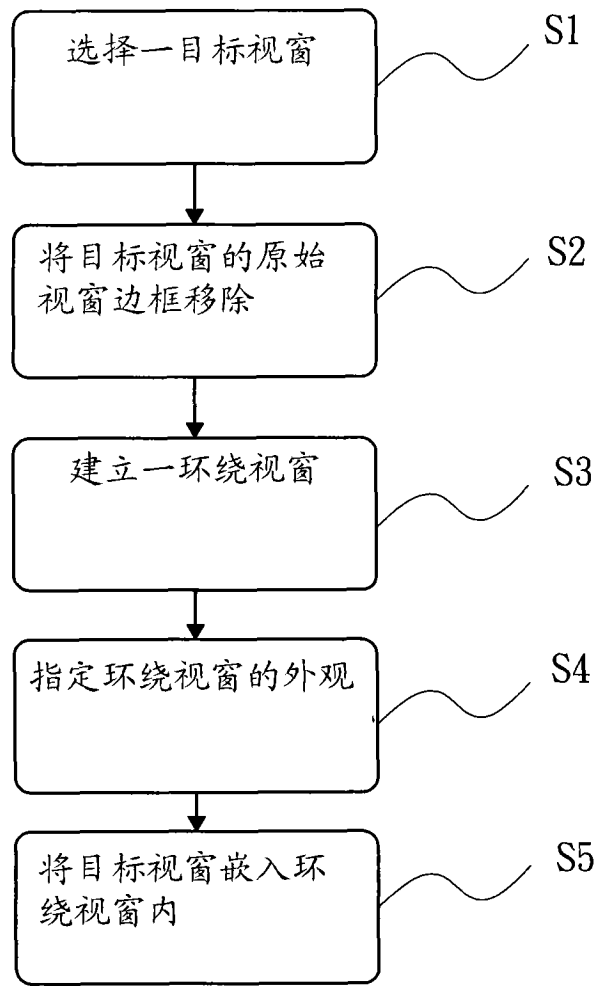 选择一目标视窗
S1
将目标视窗的原始
视窗边框移除
S2
建立一环绕视窗
S3
指定环绕视窗的外观
S4
将目标视窗嵌入环
绕视窗内
S5